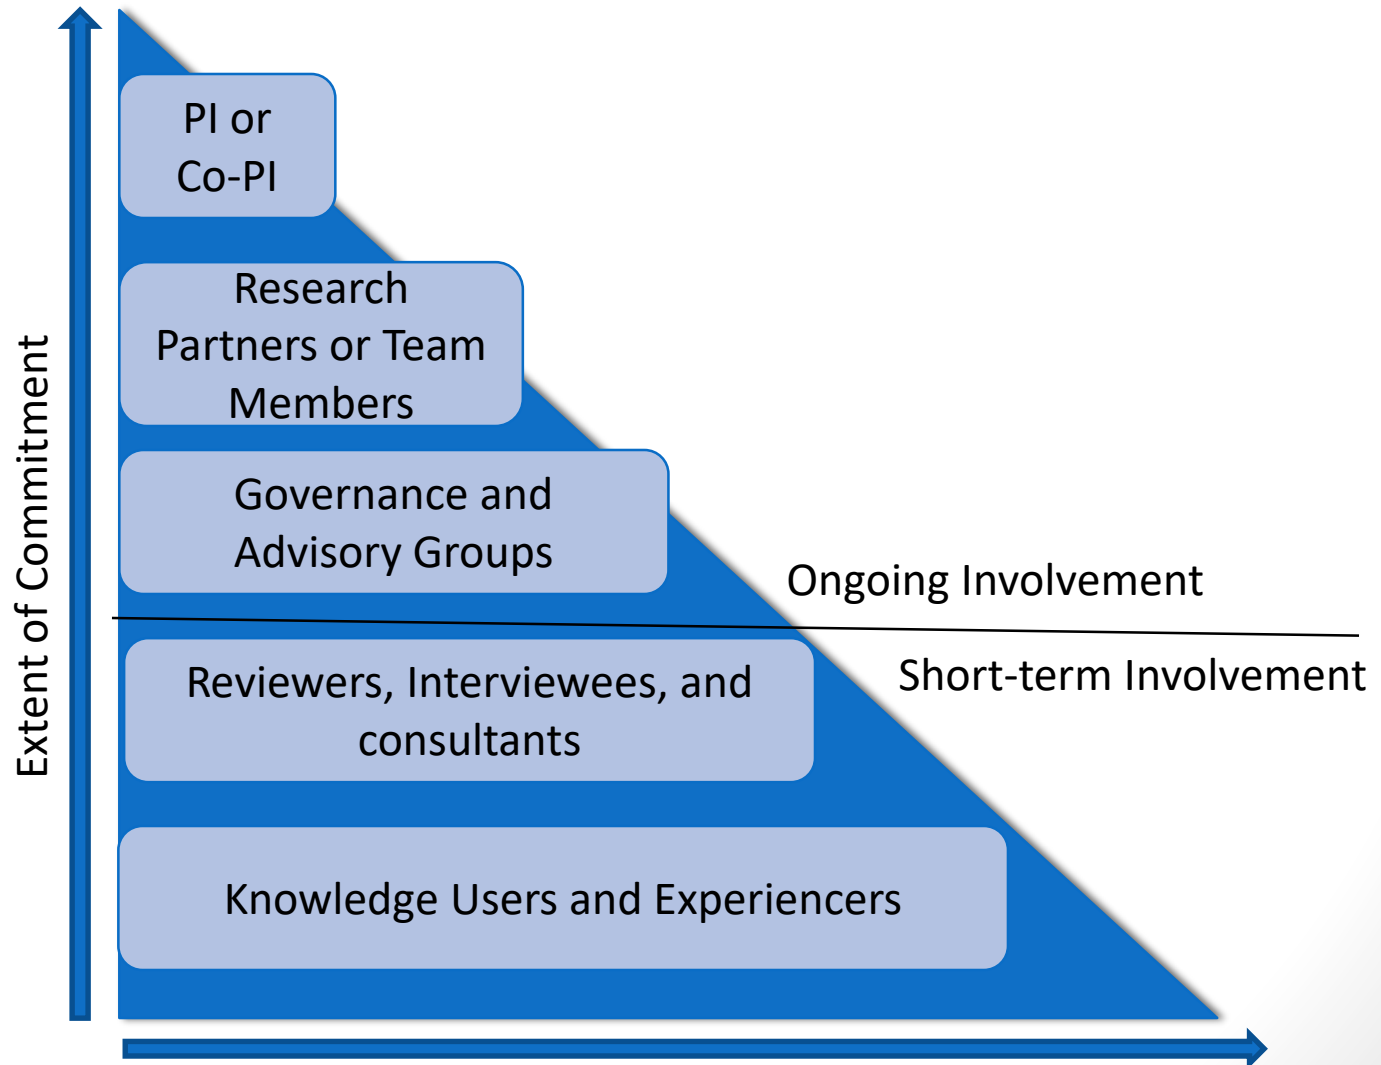 PI or
Co-PI
Research
Partners or Team
Members
Governance and
Advisory Groups
Ongoing Involvement
Short-term Involvement
Reviewers, Interviewees, and
consultants
Knowledge Users and Experiencers
Extent of Commitment